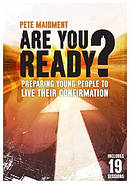 PETE MAIDMENT
ARE YOU
READY?
PREPARING YOUNG PEOPLE TO
LIVE THEIR CONFIRMATION
INCLUDES
19
SESSIONS